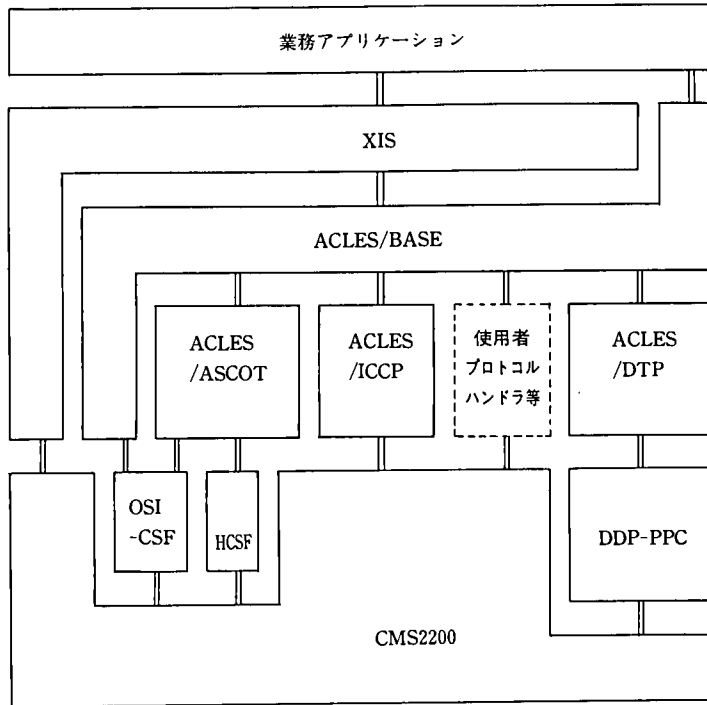 業務アプリケーション
XIS
ACLES/BASE
ACLES
/ASCOT
ACLES
/ICCP
使用者
プロトコル
ハンドラ等
ACLES
/DTP
OSI
-CSF
HCSF
DDP-PPC
CMS2200